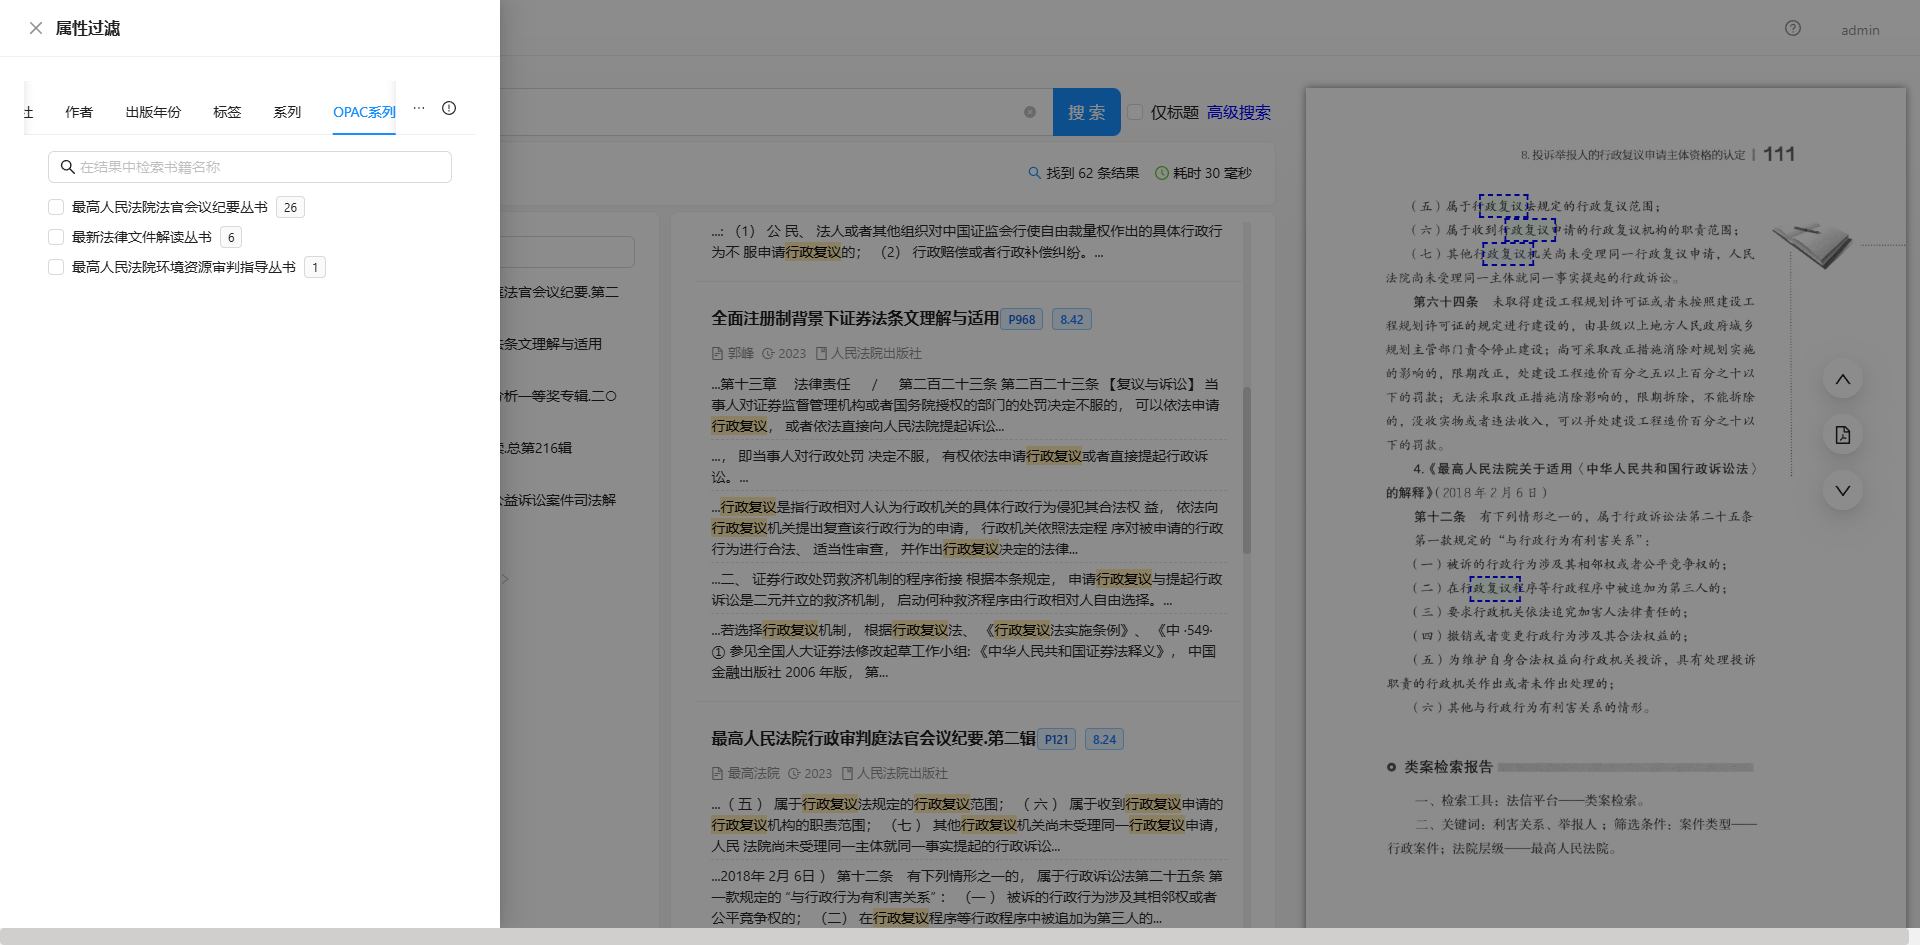 属性过滤
admin
社 作者 出版年份 标签 系列 OPAC系列 ···
在结果中检索书籍名称
最高人民法院法官会议纪要丛书 26
最新法律文件解读丛书 6
最高人民法院环境资源审判指导丛书 1
搜 索 仅标题 高级搜索
找到 62 条结果 耗时 30 毫秒
法官会议纪要.第二
条文理解与适用
析一等奖专辑.二〇
.总第216辑
益诉讼案件司法解
...: （1） 公 民、 法人或者其他组织对中国证监会行使自由裁量权作出的具体行政行
为不 服申请行政复议的； （2） 行政赔偿或者行政补偿纠纷。...
全面注册制背景下证券法条文理解与适用 P968 8.42
郭峰 2023 人民法院出版社
...第十三章 法律责任 / 第二百二十三条 第二百二十三条 【复议与诉讼】 当
事人对证券监督管理机构或者国务院授权的部门的处罚决定不服的， 可以依法申请
行政复议， 或者依法直接向人民法院提起诉讼...
...， 即当事人对行政处罚 决定不服， 有权依法申请行政复议或者直接提起行政诉
讼。...
...行政复议是指行政相对人认为行政机关的具体行政行为侵犯其合法权 益， 依法向
行政复议机关提出复查该行政行为的申请， 行政机关依照法定程 序对被申请的行政
行为进行合法、 适当性审查， 并作出行政复议决定的法律...
...二、 证券行政处罚救济机制的程序衔接 根据本条规定， 申请行政复议与提起行政
诉讼是二元并立的救济机制， 启动何种救济程序由行政相对人自由选择。...
...若选择行政复议机制， 根据行政复议法、 《行政复议法实施条例》、 《中 ·549·
① 参见全国人大证券法修改起草工作小组: 《中华人民共和国证券法释义》， 中国
金融出版社 2006 年版， 第...
最高人民法院行政审判庭法官会议纪要.第二辑 P121 8.24
最高法院 2023 人民法院出版社
...（ 五 ） 属于行政复议法规定的行政复议范围； （ 六 ） 属于收到行政复议申请的
行政复议机构的职责范围； （七 ） 其他行政复议机关尚未受理同一行政复议申请，
人民 法院尚未受理同一主体就同一事实提起的行政诉讼...
...2018年 2月 6日 ） 第十二条 有下列情形之一的， 属于行政诉讼法第二十五条 第
一款规定的 “与行政行为有利害关系” ： （一 ） 被诉的行政行为涉及其相邻权或者
公平竞争权的； （二） 在行政复议程序等行政程序中被追加为第三人的...
8. 投诉举报人的行政复议申请主体资格的认定 111
（五）属于行政复议法规定的行政复议范围；
（六）属于收到行政复议申请的行政复议机构的职责范围；
（七）其他行政复议机关尚未受理同一行政复议申请，人民
法院尚未受理同一主体就同一事实提起的行政诉讼。
第六十四条 未取得建设工程规划许可证或者未按照建设工
程规划许可证的规定进行建设的，由县级以上地方人民政府城乡
规划主管部门责令停止建设；尚可采取改正措施消除对规划实施
的影响的，限期改正，处建设工程造价百分之五以上百分之十以
下的罚款；无法采取改正措施消除影响的，限期拆除，不能拆除
的，没收实物或者违法收入，可以并处建设工程造价百分之十以
下的罚款。
4.《最高人民法院关于适用〈中华人民共和国行政诉讼法〉
的解释》（2018 年 2 月 6 日）
第十二条 有下列情形之一的，属于行政诉讼法第二十五条
第一款规定的“与行政行为有利害关系”：
（一）被诉的行政行为涉及其相邻权或者公平竞争权的；
（二）在行政复议程序等行政程序中被追加为第三人的；
（三）要求行政机关依法追究加害人法律责任的；
（四）撤销或者变更行政行为涉及其合法权益的；
（五）为维护自身合法权益向行政机关投诉，具有处理投诉
职责的行政机关作出或者未作出处理的；
（六）其他与行政行为有利害关系的情形。
类案检索报告
一、检索工具：法信平台——类案检索。
二、关键词：利害关系、举报人；筛选条件：案件类型——
行政案件；法院层级——最高人民法院。